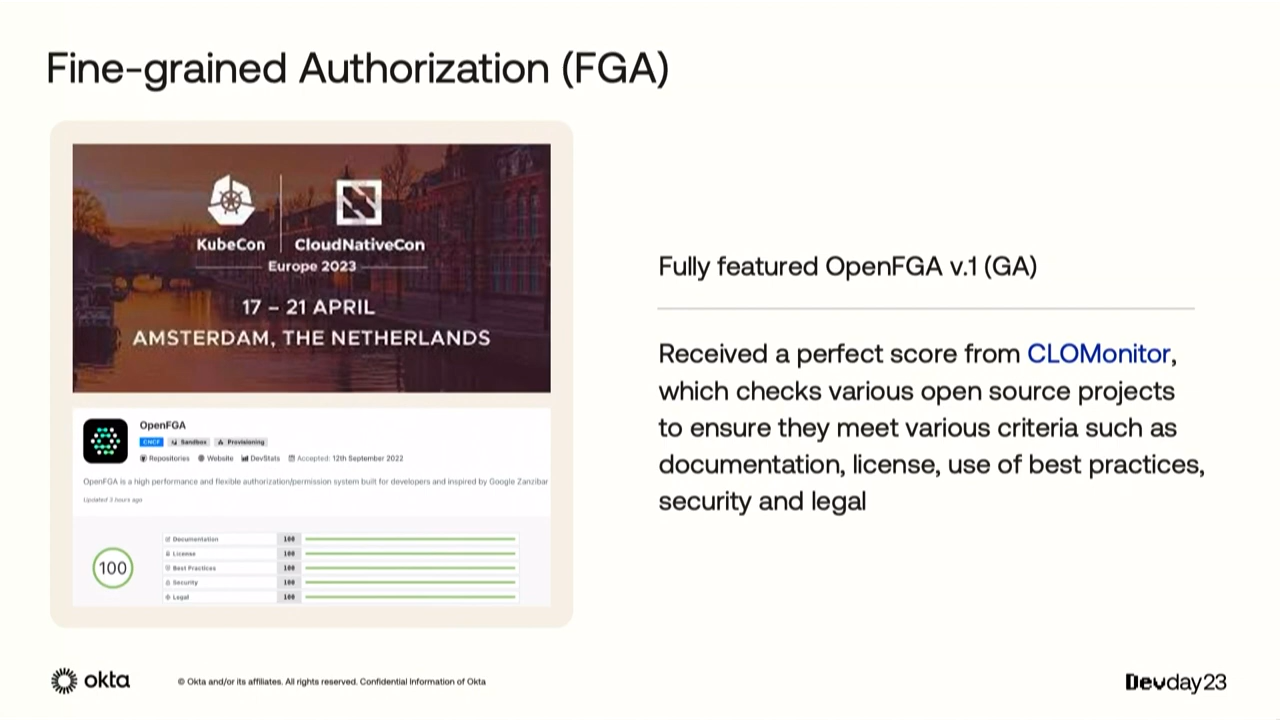 Fine-grained Authorization (FGA)
KubeCon
CloudNativeCon
Europe 2023
17 – 21 APRIL
AMSTERDAM, THE NETHERLANDS
OpenFGA
CNCF Sandbox Provisioning
Repositories Website DevStats Accepted: 12th September 2022
OpenFGA is a high performance and flexible authorization/permission system built for developers and inspired by Google Zanzibar
Updated 3 hours ago
100
Documentation 100
License 100
Best Practices 100
Security 100
Legal 100
Fully featured OpenFGA v.1 (GA)
Received a perfect score from CLOMonitor,
which checks various open source projects
to ensure they meet various criteria such as
documentation, license, use of best practices,
security and legal
okta
© Okta and/or its affiliates. All rights reserved. Confidential Information of Okta
Devday23